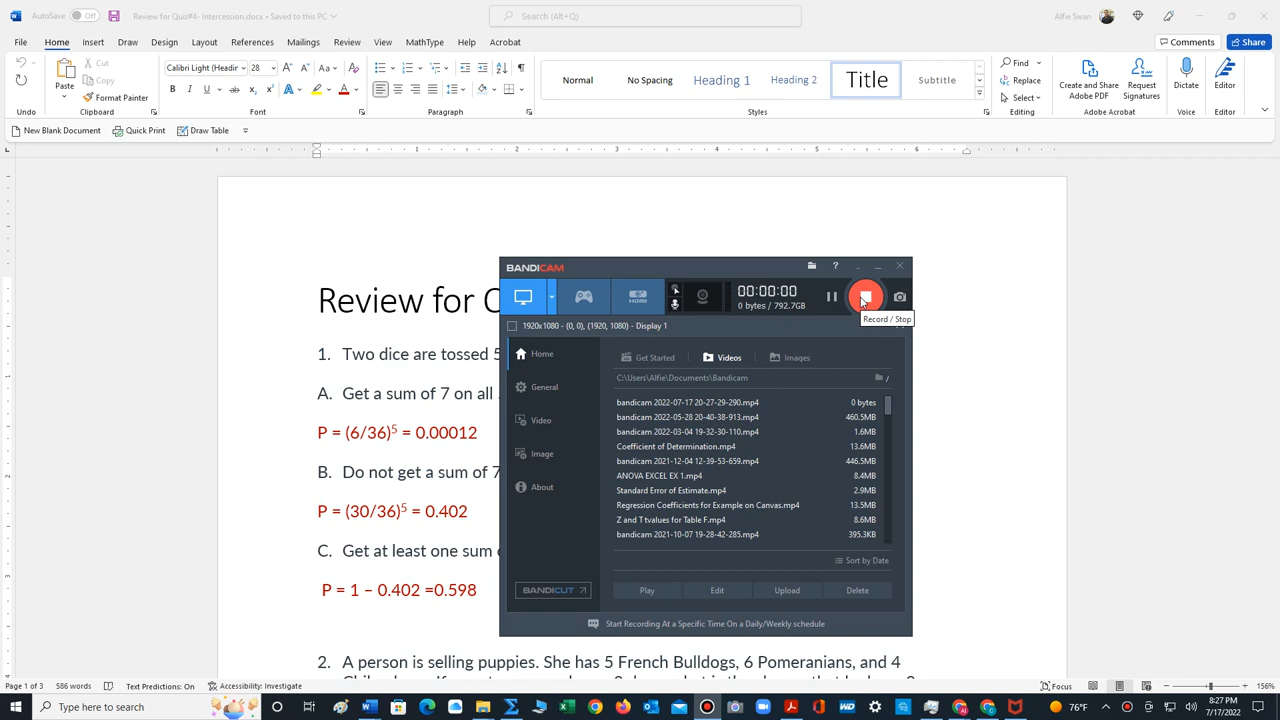 AutoSave Off Review for Quiz#4- Intercession.docx • Saved to this PC Search (Alt+Q) Alfie Swan
File Home Insert Draw Design Layout References Mailings Review View MathType Help Acrobat Comments Share
Calibri Light (Headir 28 Aa
Paste Cut Copy Format Painter
Normal No Spacing Heading 1 Heading 2 Title Subtitle
Find Replace Select
Create and Share Adobe PDF Request Signatures Dictate Editor
Undo Clipboard Font Paragraph Styles Editing Adobe Acrobat Voice Editor
New Blank Document Quick Print Draw Table
1 2 3 4 5 6
Review for
1. Two dice are tossed 5
A. Get a sum of 7 on all
P = (6/36)⁵ = 0.00012
B. Do not get a sum of 7
P = (30/36)⁵ = 0.402
C. Get at least one sum
P = 1 – 0.402 =0.598
2. A person is selling puppies. She has 5 French Bulldogs, 6 Pomeranians, and 4
BANDICAM
00:00:00
0 bytes / 792.7GB
Record / Stop
1920x1080 - (0, 0), (1920, 1080) - Display 1
Home
General
Video
Image
About
BANDICUT
Get Started Videos Images
C:\Users\Alfie\Documents\Bandicam
bandicam 2022-07-17 20-27-29-290.mp4 0 bytes
bandicam 2022-05-28 20-40-38-913.mp4 460.5MB
bandicam 2022-03-04 19-32-30-110.mp4 1.6MB
Coefficient of Determination.mp4 13.6MB
bandicam 2021-12-04 12-39-53-659.mp4 446.5MB
ANOVA EXCEL EX 1.mp4 8.4MB
Standard Error of Estimate.mp4 2.9MB
Regression Coefficients for Example on Canvas.mp4 13.5MB
Z and T tvalues for Table F.mp4 8.6MB
bandicam 2021-10-07 19-28-42-285.mp4 395.3KB
Sort by Date
Play Edit Upload Delete
Start Recording At a Specific Time On a Daily/Weekly schedule
Page 1 of 3 586 words Text Predictions: On Accessibility: Investigate Focus 110%
Type here to search 76°F 8:27 PM
7/17/2022